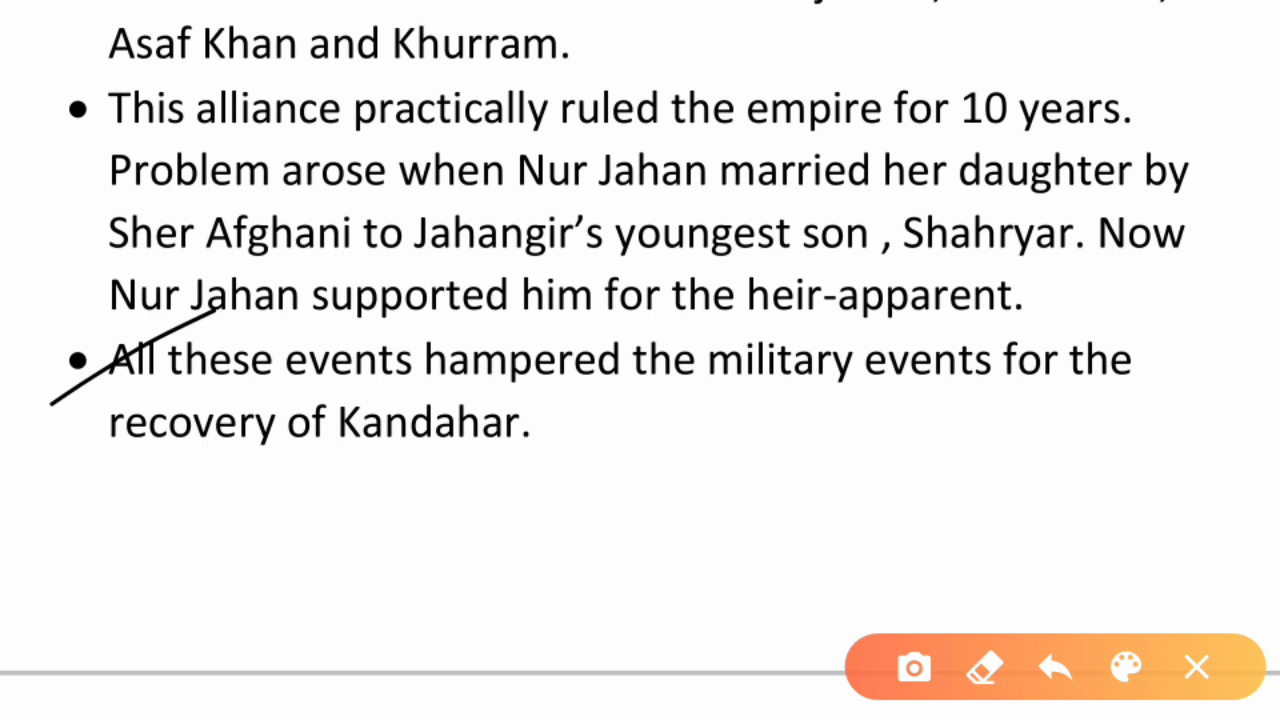 Asaf Khan and Khurram.
• This alliance practically ruled the empire for 10 years.
Problem arose when Nur Jahan married her daughter by
Sher Afghani to Jahangir’s youngest son , Shahryar. Now
Nur Jahan supported him for the heir-apparent.
• All these events hampered the military events for the
recovery of Kandahar.